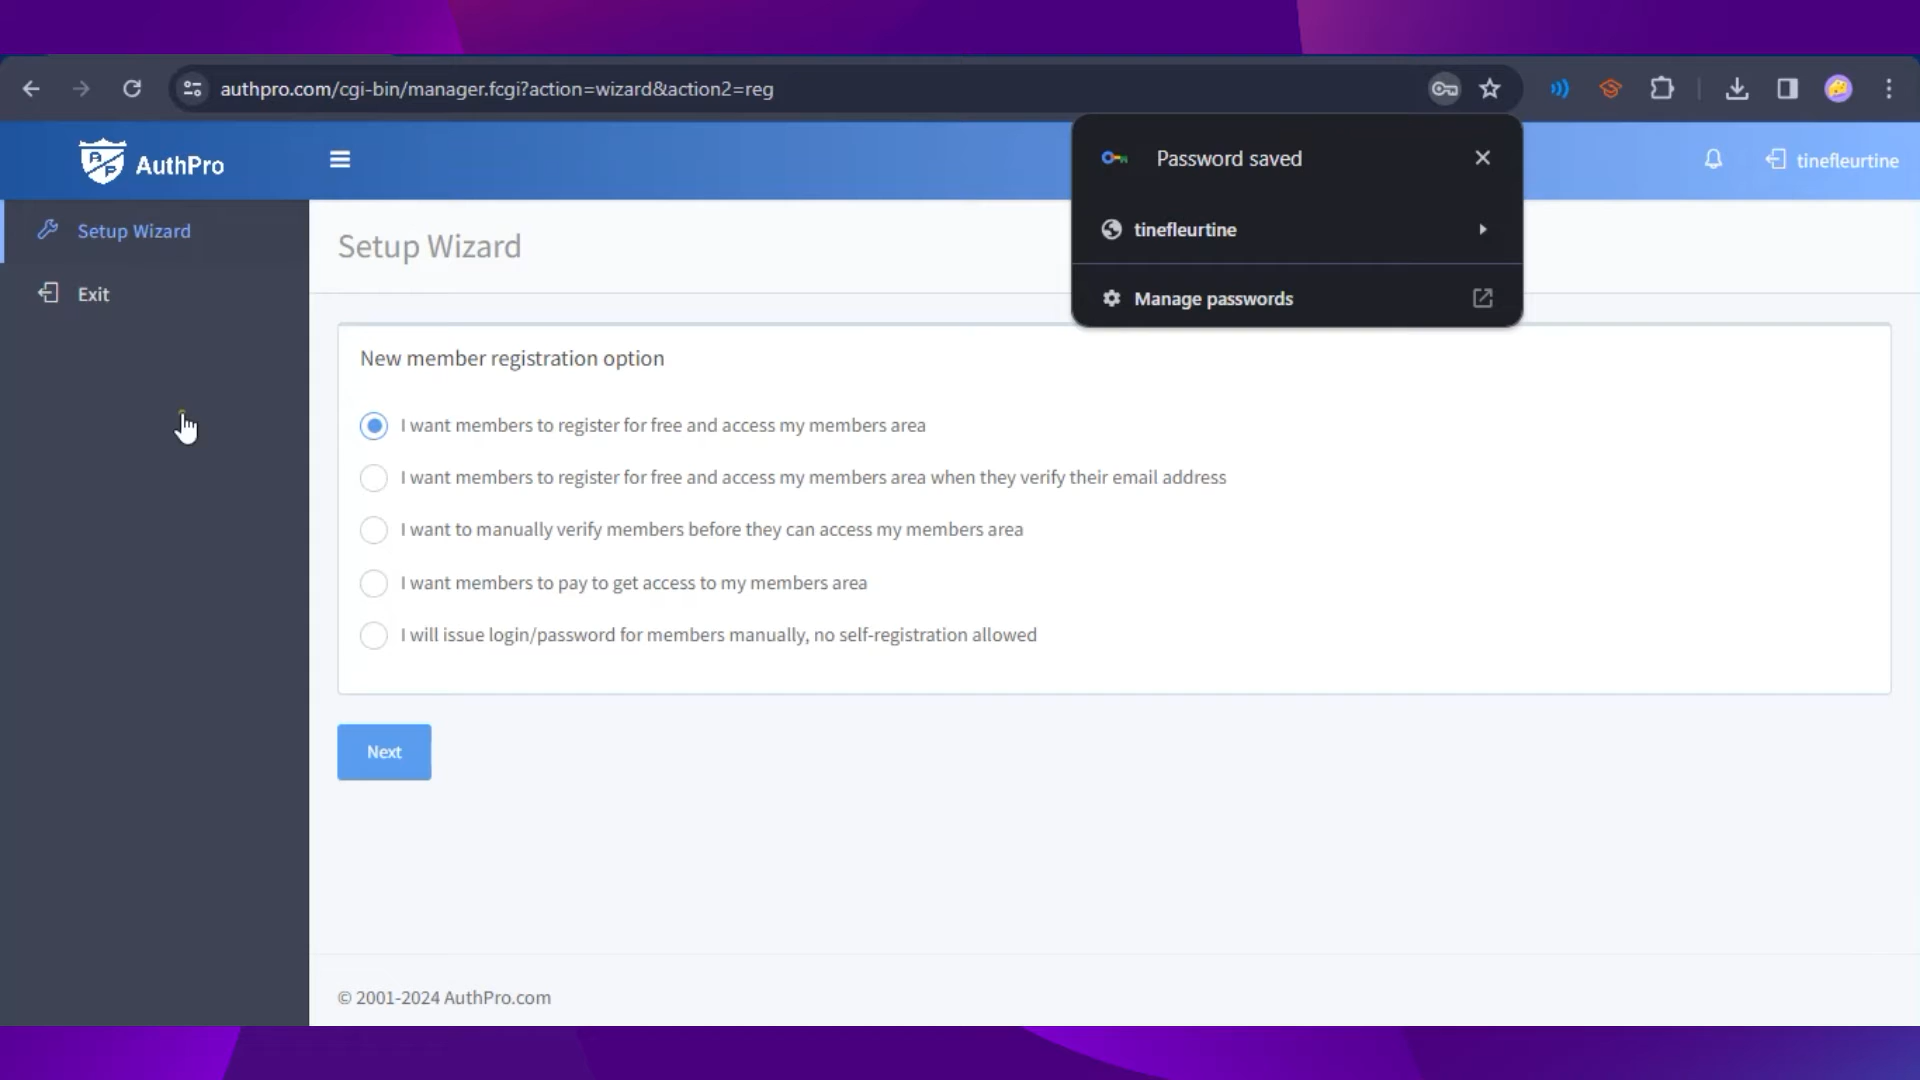 authpro.com/cgi-bin/manager.fcgi?action=wizard&action2=reg
AuthPro
tinefleurtine
Password saved
tinefleurtine
Manage passwords
Setup Wizard
Exit
Setup Wizard
New member registration option
I want members to register for free and access my members area
I want members to register for free and access my members area when they verify their email address
I want to manually verify members before they can access my members area
I want members to pay to get access to my members area
I will issue login/password for members manually, no self-registration allowed
Next
© 2001-2024 AuthPro.com